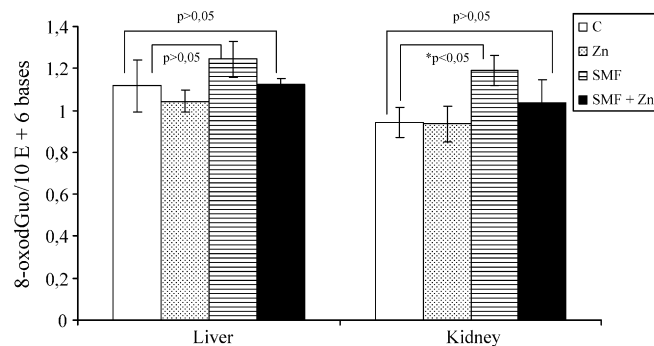 p>0,05
p>0,05
p>0,05
*p<0,05
C
Zn
SMF
SMF + Zn
8-oxodGuo/10 E + 6 bases
1,4
1,2
1
0,8
0,6
0,4
0,2
0
Liver
Kidney